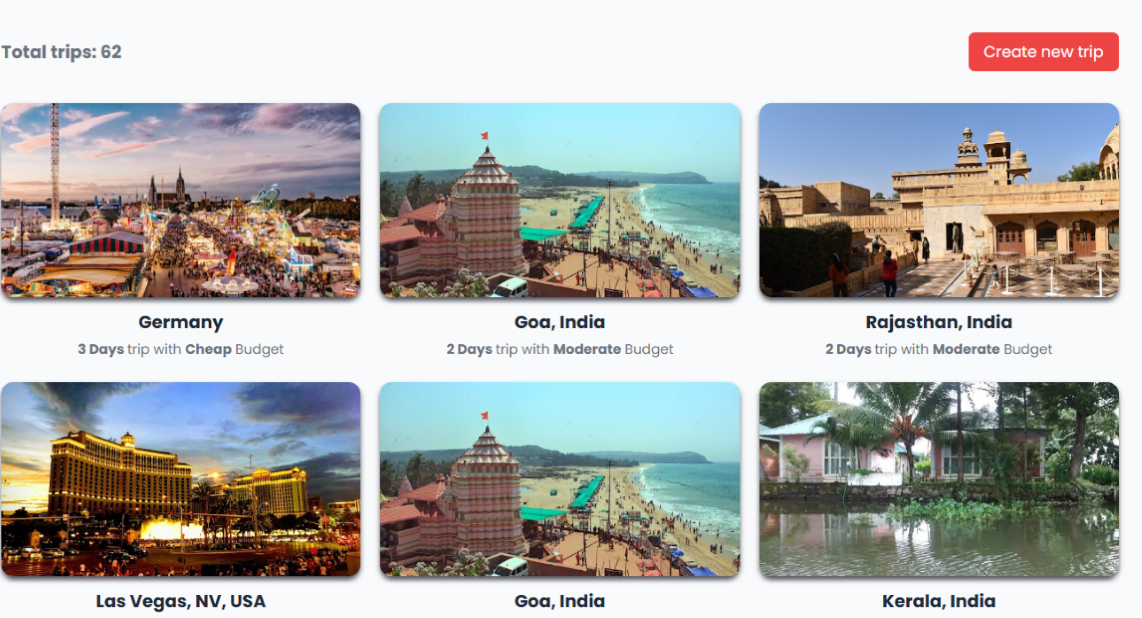 Total trips: 62
Create new trip
Germany
Goa, India
Rajasthan, India
3 Days trip with Cheap Budget
2 Days trip with Moderate Budget
2 Days trip with Moderate Budget
Las Vegas, NV, USA
Goa, India
Kerala, India